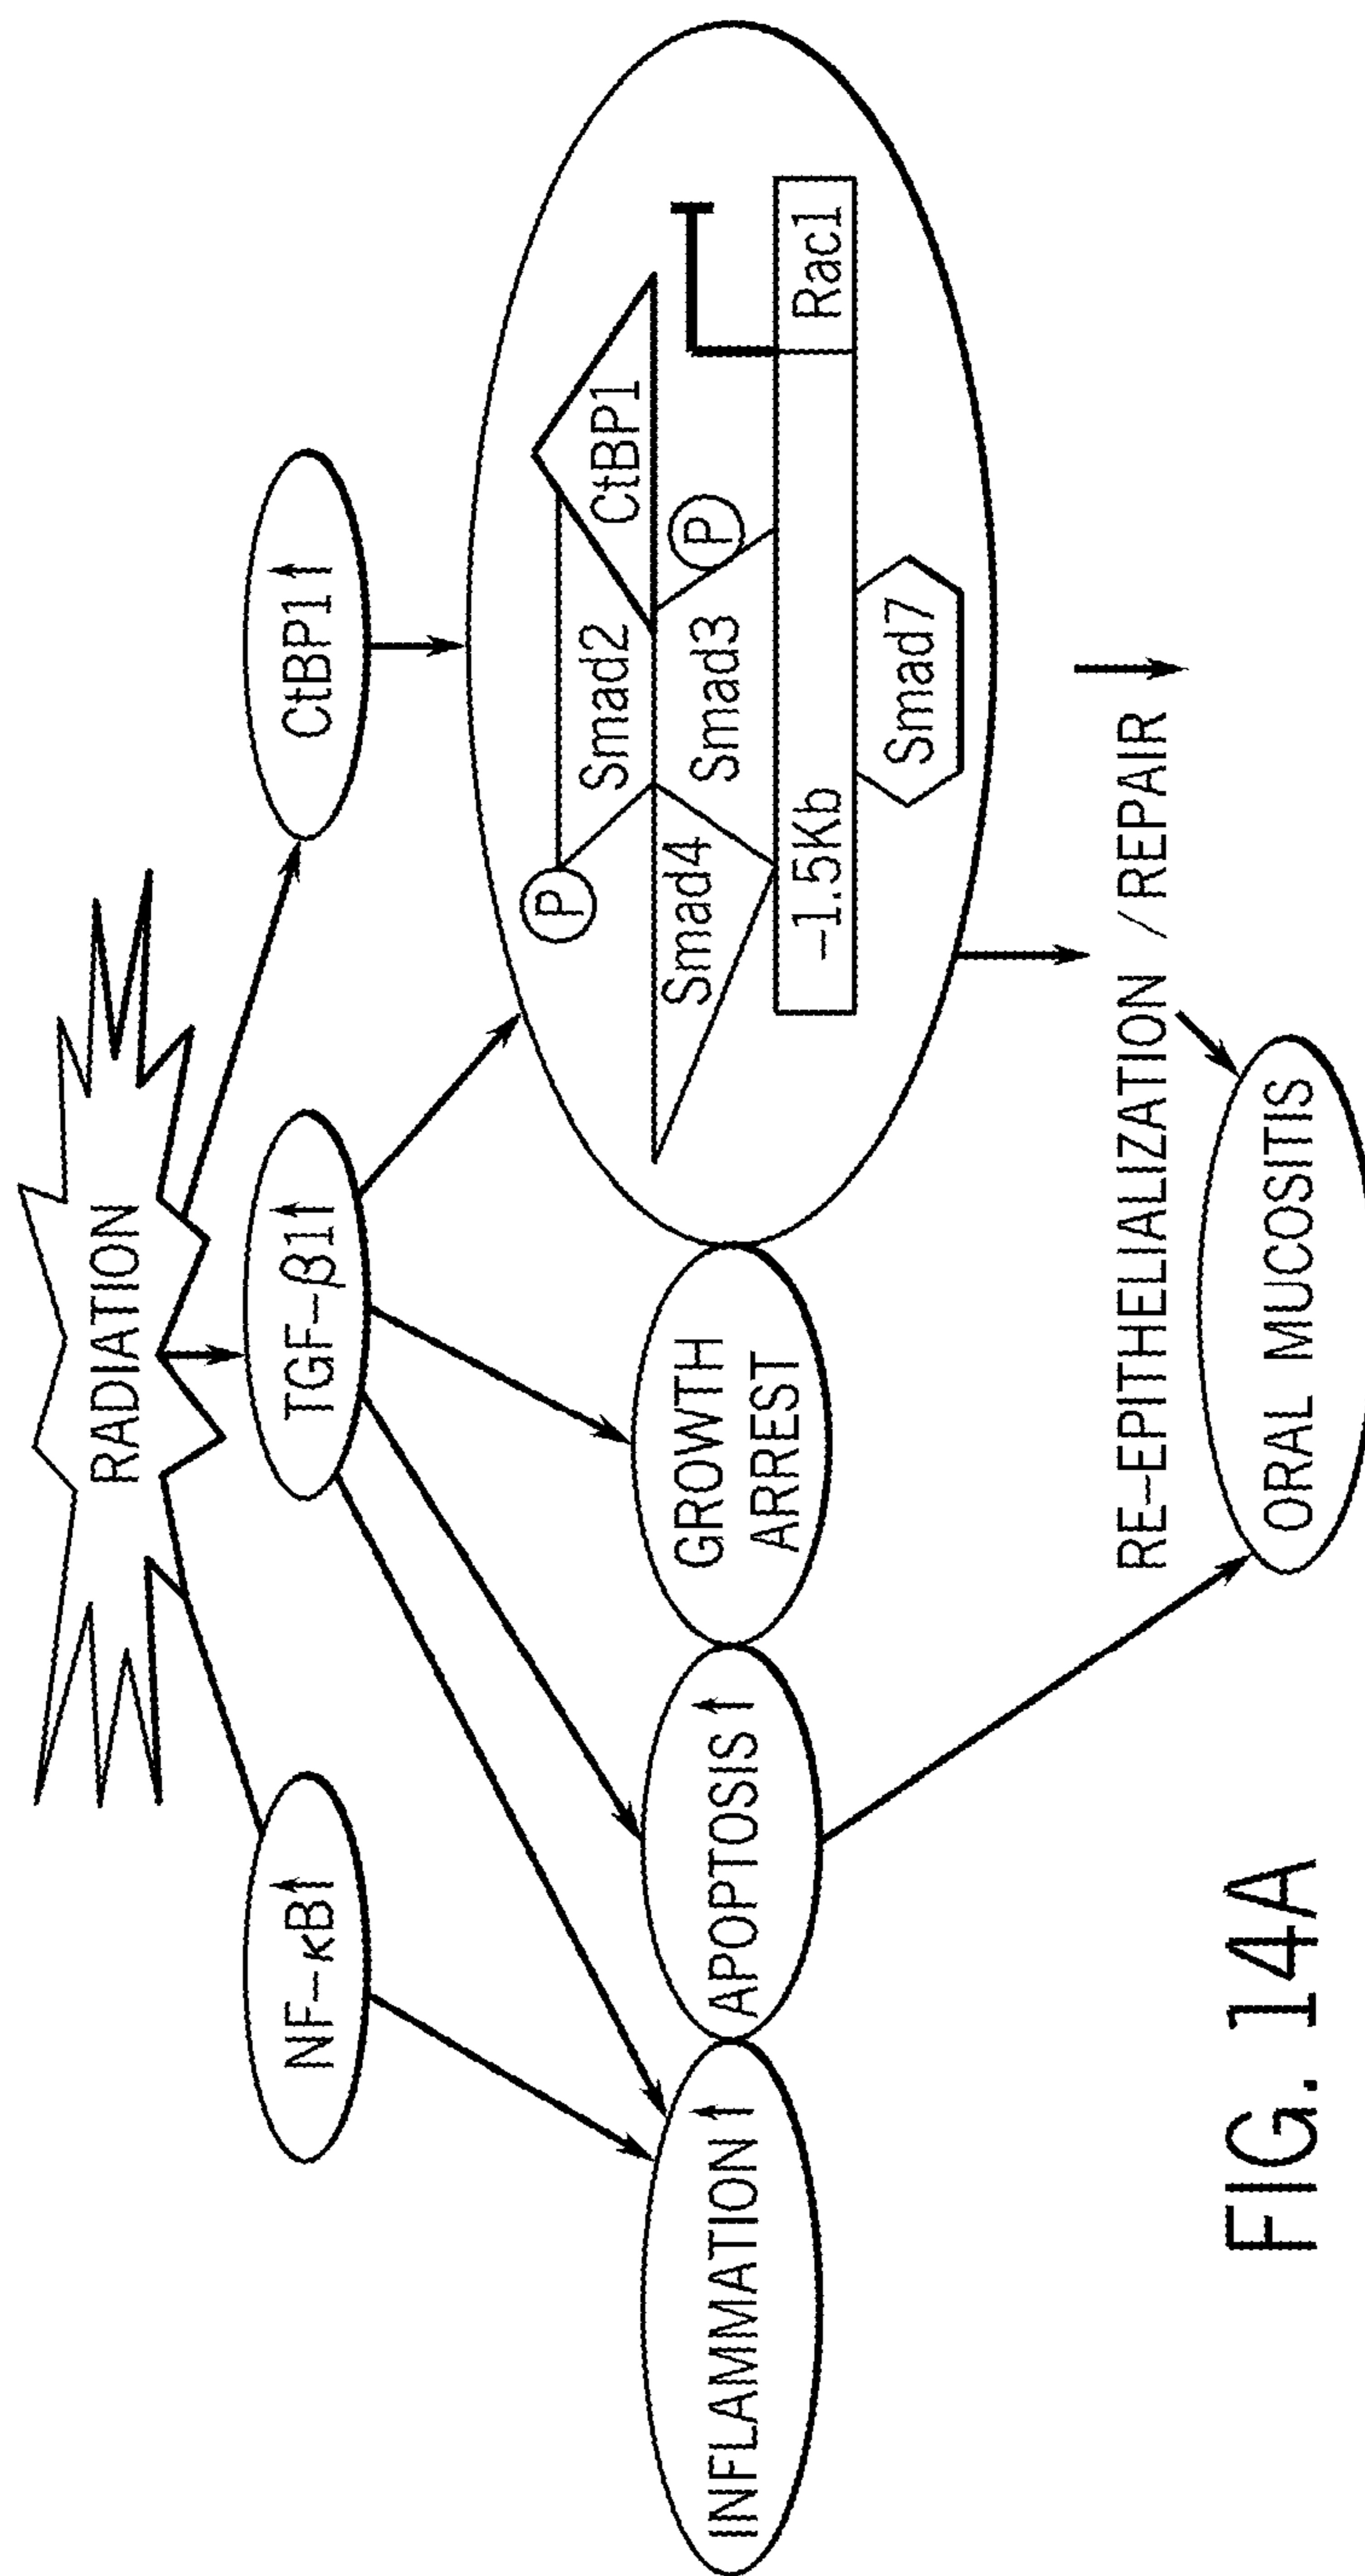 RADIATION
NF-κB↑
TGF-β1↑
CtBP1↑
INFLAMMATION↑
APOPTOSIS↑
GROWTH
ARREST
P
Smad2
CtBP1
Smad4
Smad3
P
-1.5Kb
Rac1
Smad7
RE-EPITHELIALIZATION / REPAIR ↓
ORAL MUCOSITIS
FIG. 14A